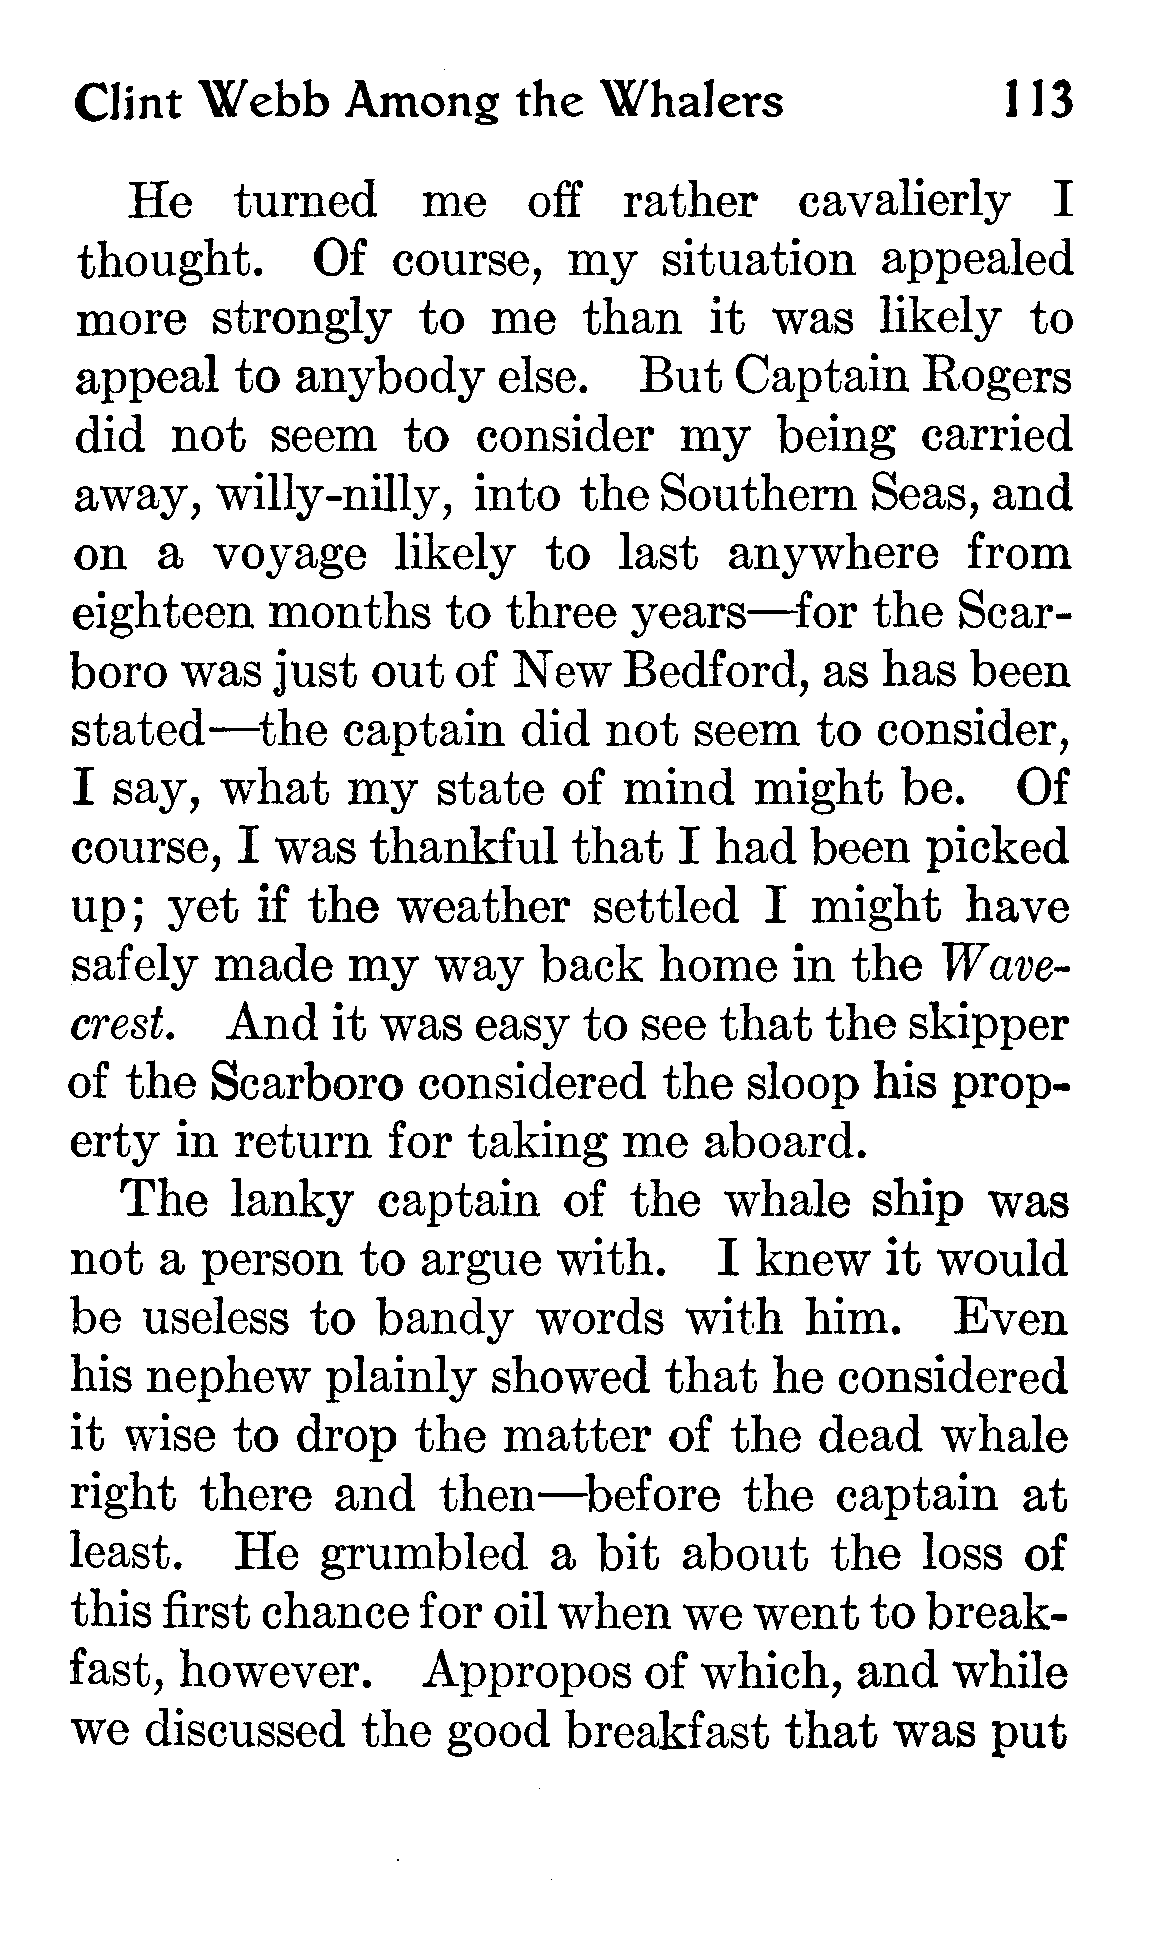 Clint Webb Among the Whalers 113
He turned me off rather cavalierly I
thought. Of course, my situation appealed
more strongly to me than it was likely to
appeal to anybody else. But Captain Rogers
did not seem to consider my being carried
away, willy-nilly, into the Southern Seas, and
on a voyage likely to last anywhere from
eighteen months to three years—for the Scar-
boro was just out of New Bedford, as has been
stated—the captain did not seem to consider,
I say, what my state of mind might be. Of
course, I was thankful that I had been picked
up; yet if the weather settled I might have
safely made my way back home in the Wave-
crest. And it was easy to see that the skipper
of the Scarboro considered the sloop his prop-
erty in return for taking me aboard.
The lanky captain of the whale ship was
not a person to argue with. I knew it would
be useless to bandy words with him. Even
his nephew plainly showed that he considered
it wise to drop the matter of the dead whale
right there and then—before the captain at
least. He grumbled a bit about the loss of
this first chance for oil when we went to break-
fast, however. Appropos of which, and while
we discussed the good breakfast that was put